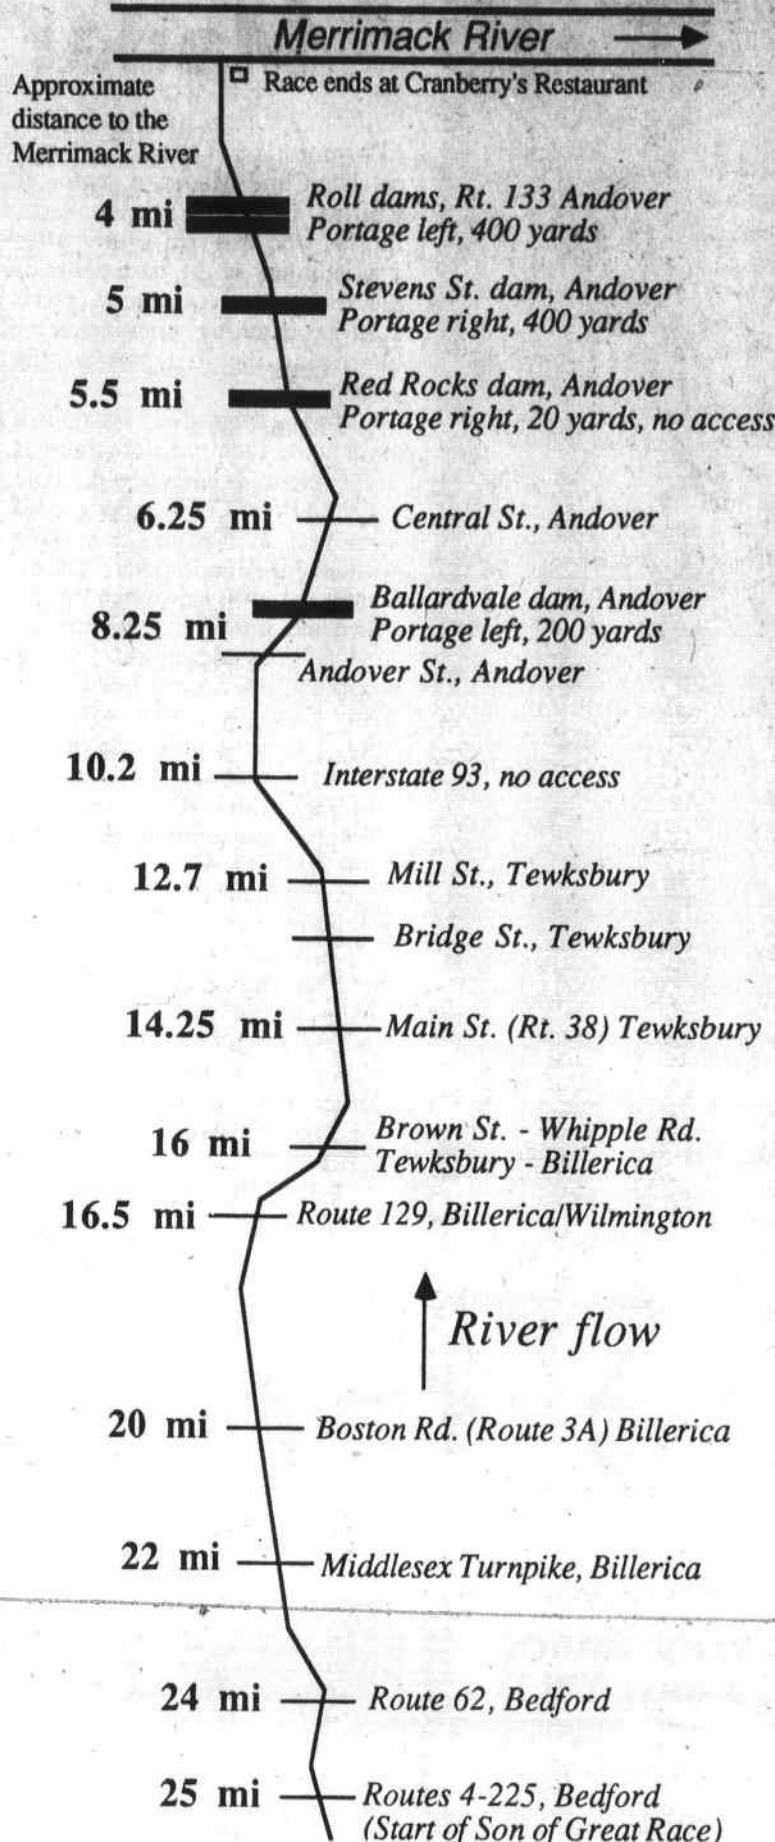 Merrimack River
Approximate
distance to the
Merrimack River
Race ends at Cranberry's Restaurant
4 mi
Roll dams, Rt. 133 Andover
Portage left, 400 yards
5 mi
Stevens St. dam, Andover
Portage right, 400 yards
5.5 mi
Red Rocks dam, Andover
Portage right, 20 yards, no access
6.25 mi
Central St., Andover
8.25 mi
Ballardvale dam, Andover
Portage left, 200 yards
Andover St., Andover
10.2 mi
Interstate 93, no access
12.7 mi
Mill St., Tewksbury
Bridge St., Tewksbury
14.25 mi
Main St. (Rt. 38) Tewksbury
16 mi
Brown St. - Whipple Rd.
Tewksbury - Billerica
16.5 mi
Route 129, Billerica/Wilmington
River flow
20 mi
Boston Rd. (Route 3A) Billerica
22 mi
Middlesex Turnpike, Billerica
24 mi
Route 62, Bedford
25 mi
Routes 4-225, Bedford
(Start of Son of Great Race)